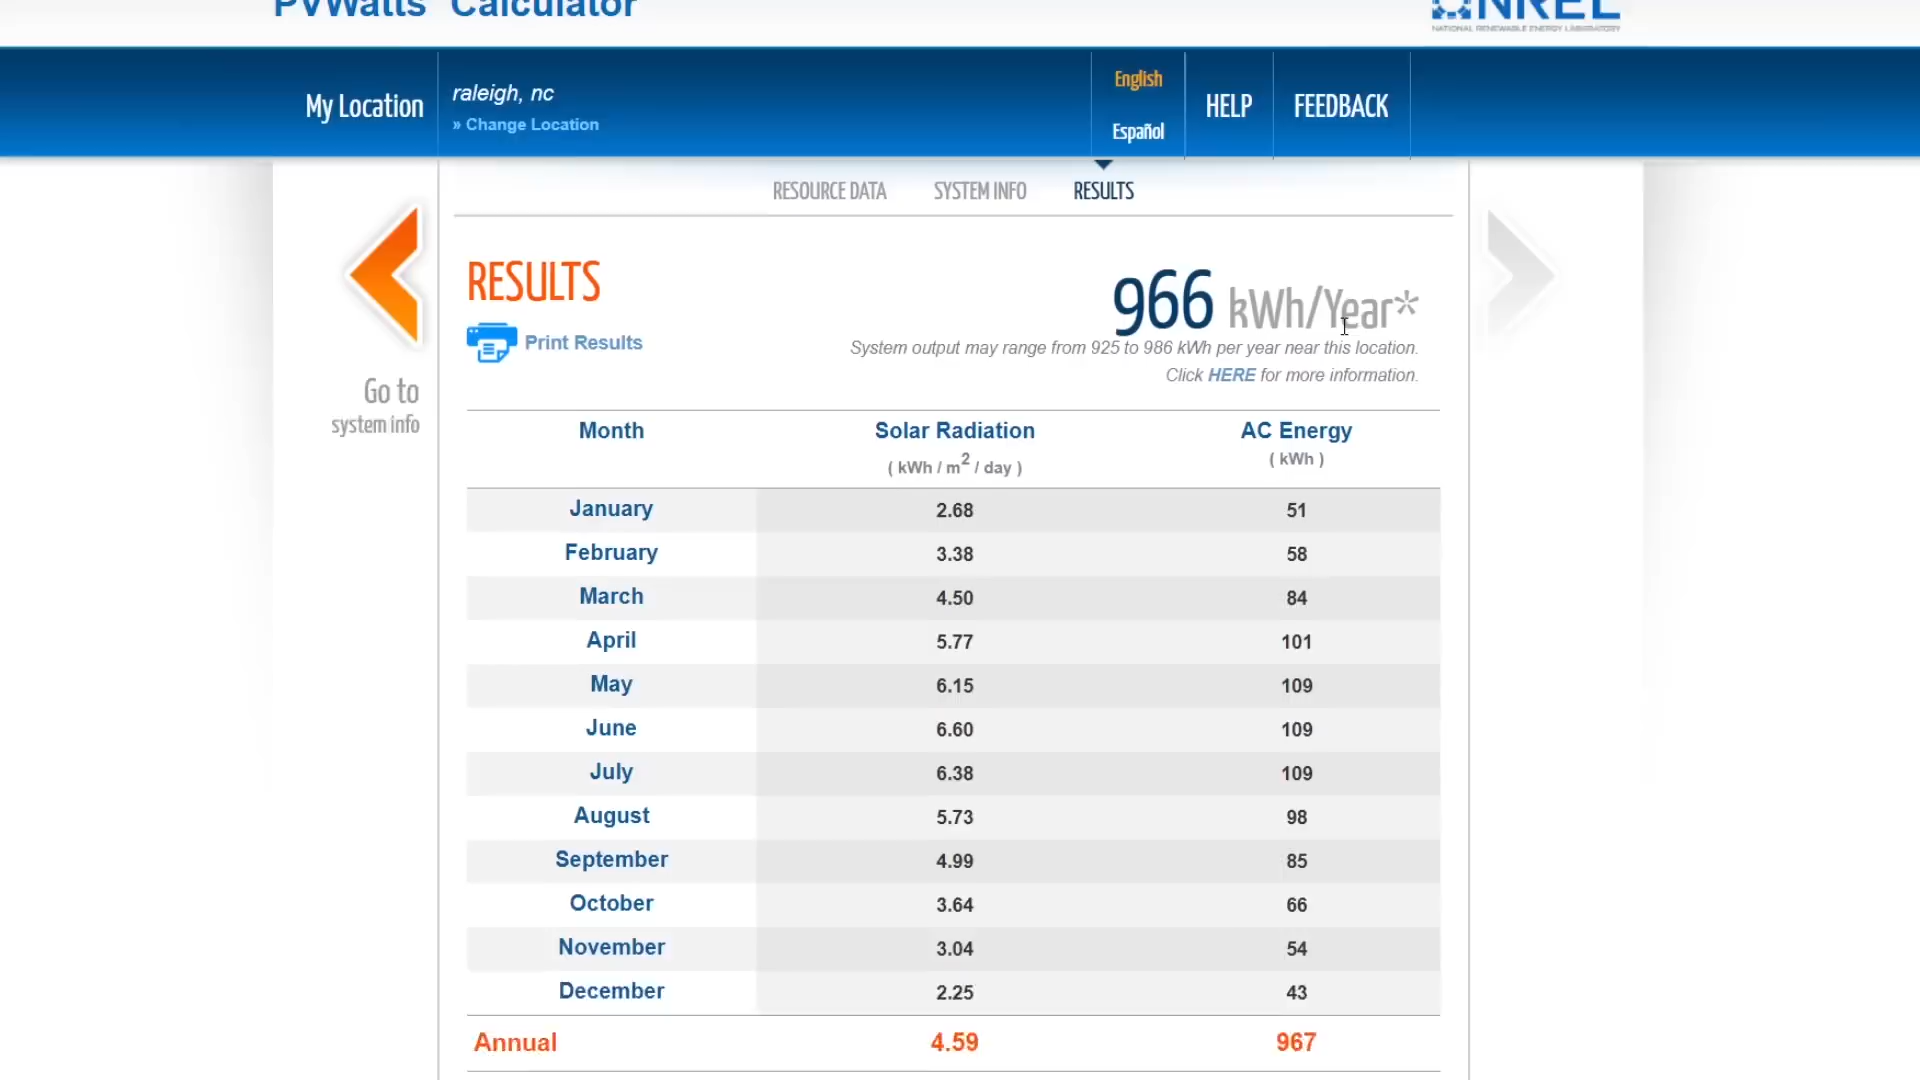 PVWatts Calculator
NREL
NATIONAL RENEWABLE ENERGY LABORATORY
My Location
raleigh, nc
» Change Location
English
Español
HELP
FEEDBACK
RESOURCE DATA
SYSTEM INFO
RESULTS
Go to
system info
RESULTS
Print Results
966 kWh/Year*
System output may range from 925 to 986 kWh per year near this location.
Click HERE for more information.
Month Solar Radiation AC Energy
( kWh / m2 / day ) ( kWh )
January 2.68 51
February 3.38 58
March 4.50 84
April 5.77 101
May 6.15 109
June 6.60 109
July 6.38 109
August 5.73 98
September 4.99 85
October 3.64 66
November 3.04 54
December 2.25 43
Annual 4.59 967